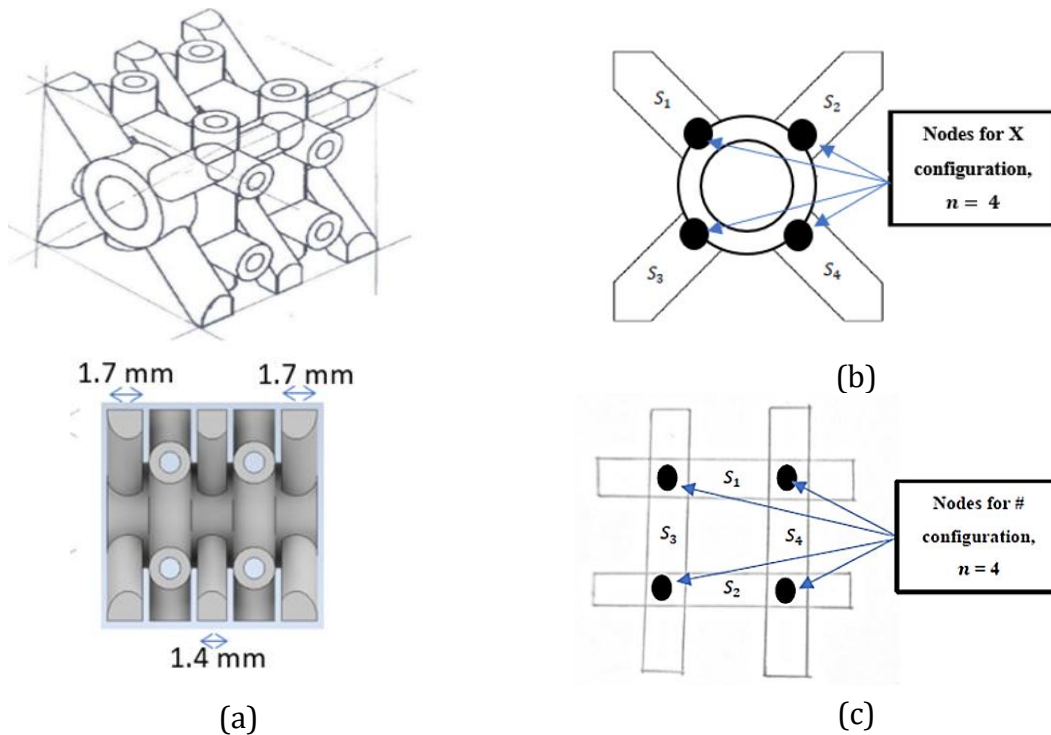 1.7 mm
1.7 mm
1.4 mm
(a)
S₁
S₂
S₃
S₄
Nodes for X
configuration,
n = 4
(b)
S₁
S₃
S₄
S₂
Nodes for #
configuration,
n = 4
(c)